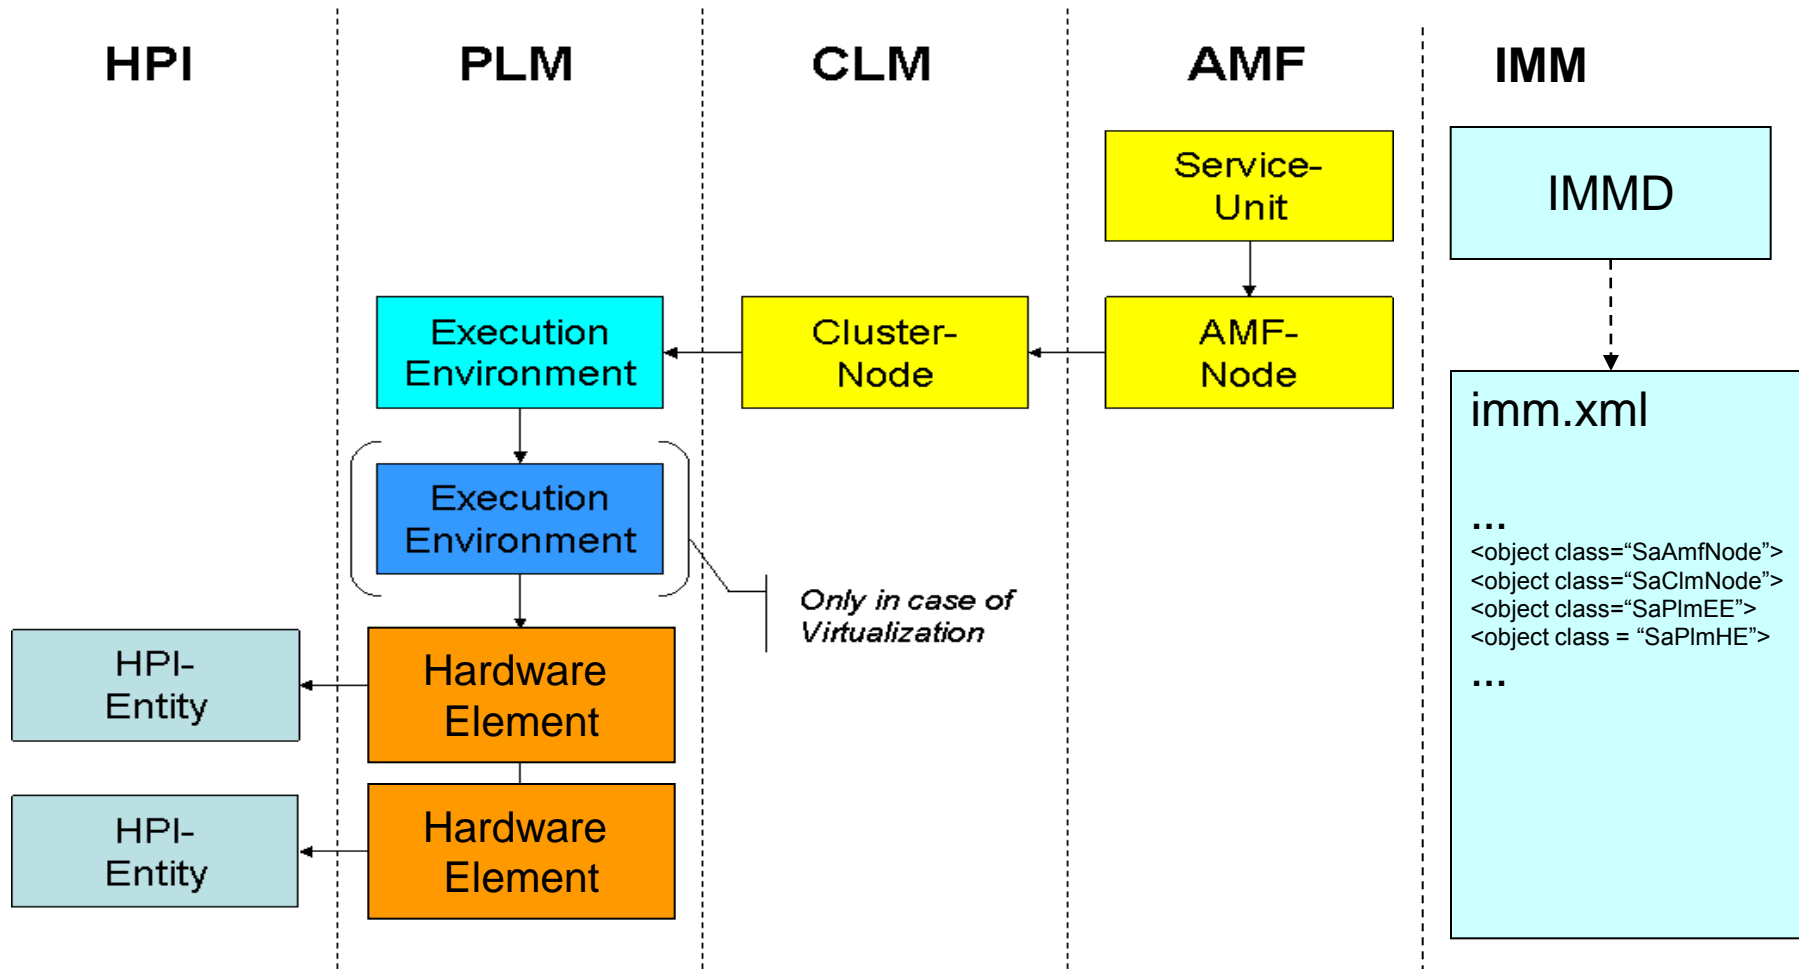 HPI
PLM
CLM
AMF
IMM
Service-
Unit
IMMD
Execution
Environment
Cluster-
Node
AMF-
Node
imm.xml
...
<object class=“SaAmfNode”>
<object class=“SaClmNode”>
<object class=“SaPlmEE”>
<object class = “SaPlmHE”>
...
Execution
Environment
Only in case of
Virtualization
HPI-
Entity
Hardware
Element
HPI-
Entity
Hardware
Element